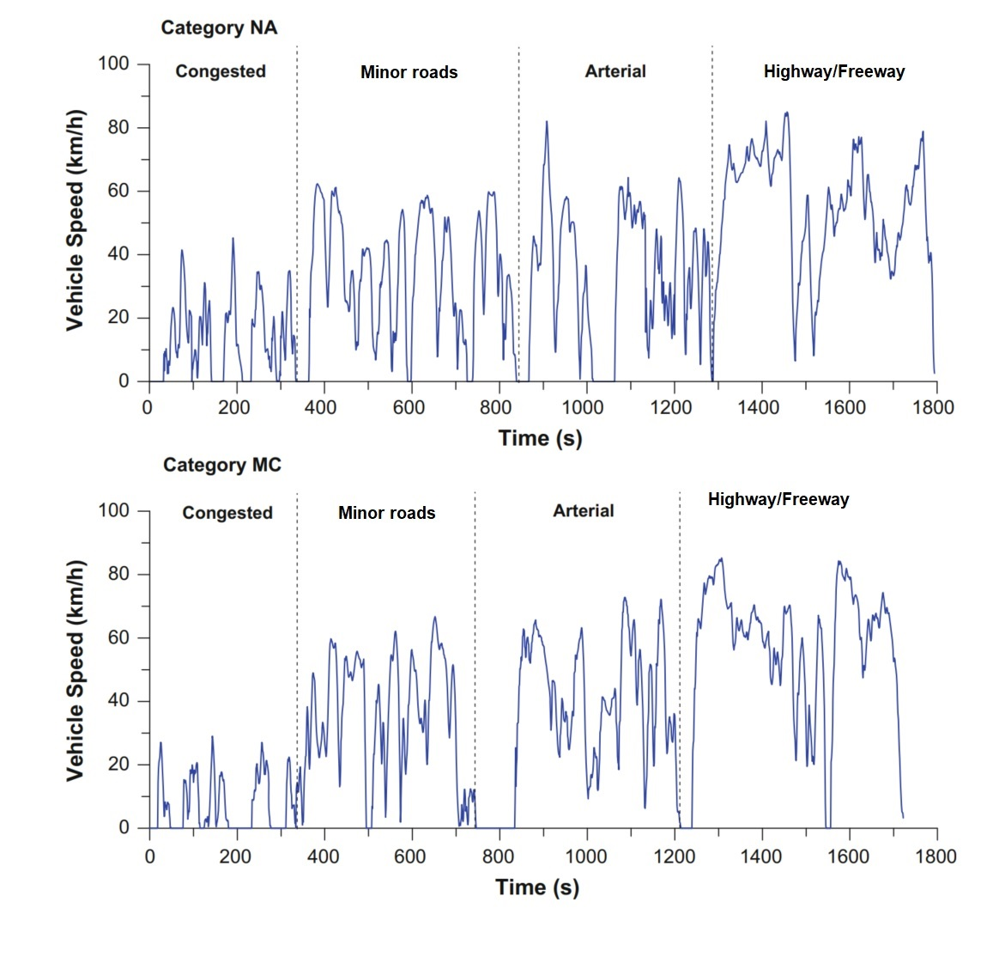 Category NA
Congested Minor roads Arterial Highway/Freeway
100
80
60
40
20
0
Vehicle Speed (km/h)
0 200 400 600 800 1000 1200 1400 1600 1800
Time (s)
Category MC
Congested Minor roads Arterial Highway/Freeway
100
80
60
40
20
0
Vehicle Speed (km/h)
0 200 400 600 800 1000 1200 1400 1600 1800
Time (s)